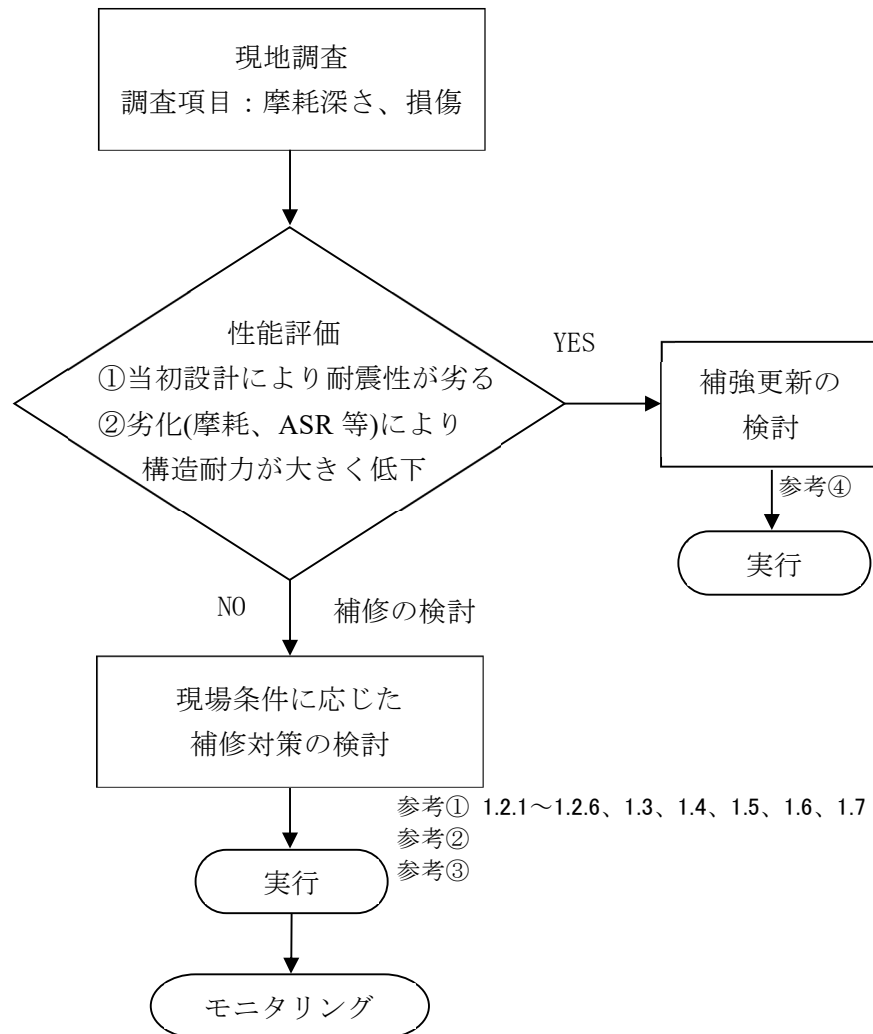 現地調査
調査項目：摩耗深さ、損傷
性能評価
①当初設計により耐震性が劣る
②劣化(摩耗、ASR 等)により
構造耐力が大きく低下
YES
補強更新の
検討
参考④
実行
NO
補修の検討
現場条件に応じた
補修対策の検討
参考① 1.2.1～1.2.6、1.3、1.4、1.5、1.6、1.7
参考②
参考③
実行
モニタリング